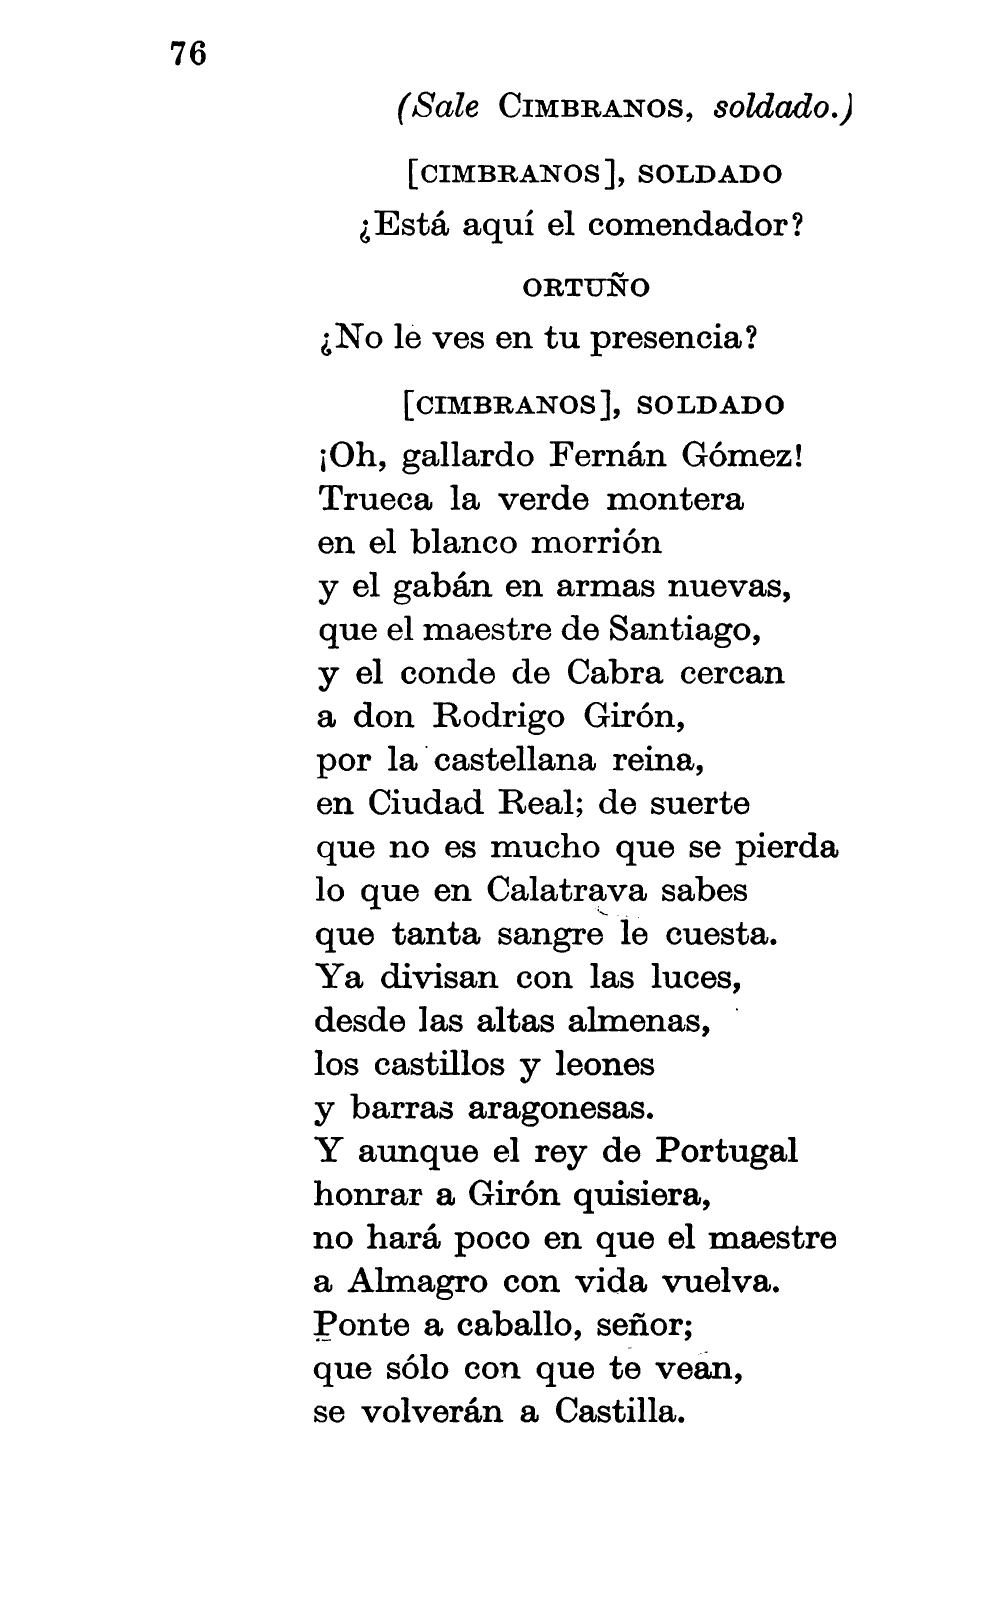 76
(Sale CIMBRANOS, soldado.)
[CIMBRANOS], SOLDADO
¿Está aquí el comendador?
ORTUÑO
¿No le ves en tu presencia?
[CIMBRANOS], SOLDADO
¡Oh, gallardo Fernán Gómez!
Trueca la verde montera
en el blanco morrión
y el gabán en armas nuevas,
que el maestre de Santiago,
y el conde de Cabra cercan
a don Rodrigo Girón,
por la castellana reina,
en Ciudad Real; de suerte
que no es mucho que se pierda
lo que en Calatrava sabes
que tanta sangre le cuesta.
Ya divisan con las luces,
desde las altas almenas,
los castillos y leones
y barras aragonesas.
Y aunque el rey de Portugal
honrar a Girón quisiera,
no hará poco en que el maestre
a Almagro con vida vuelva.
Ponte a caballo, señor;
que sólo con que te vean,
se volverán a Castilla.